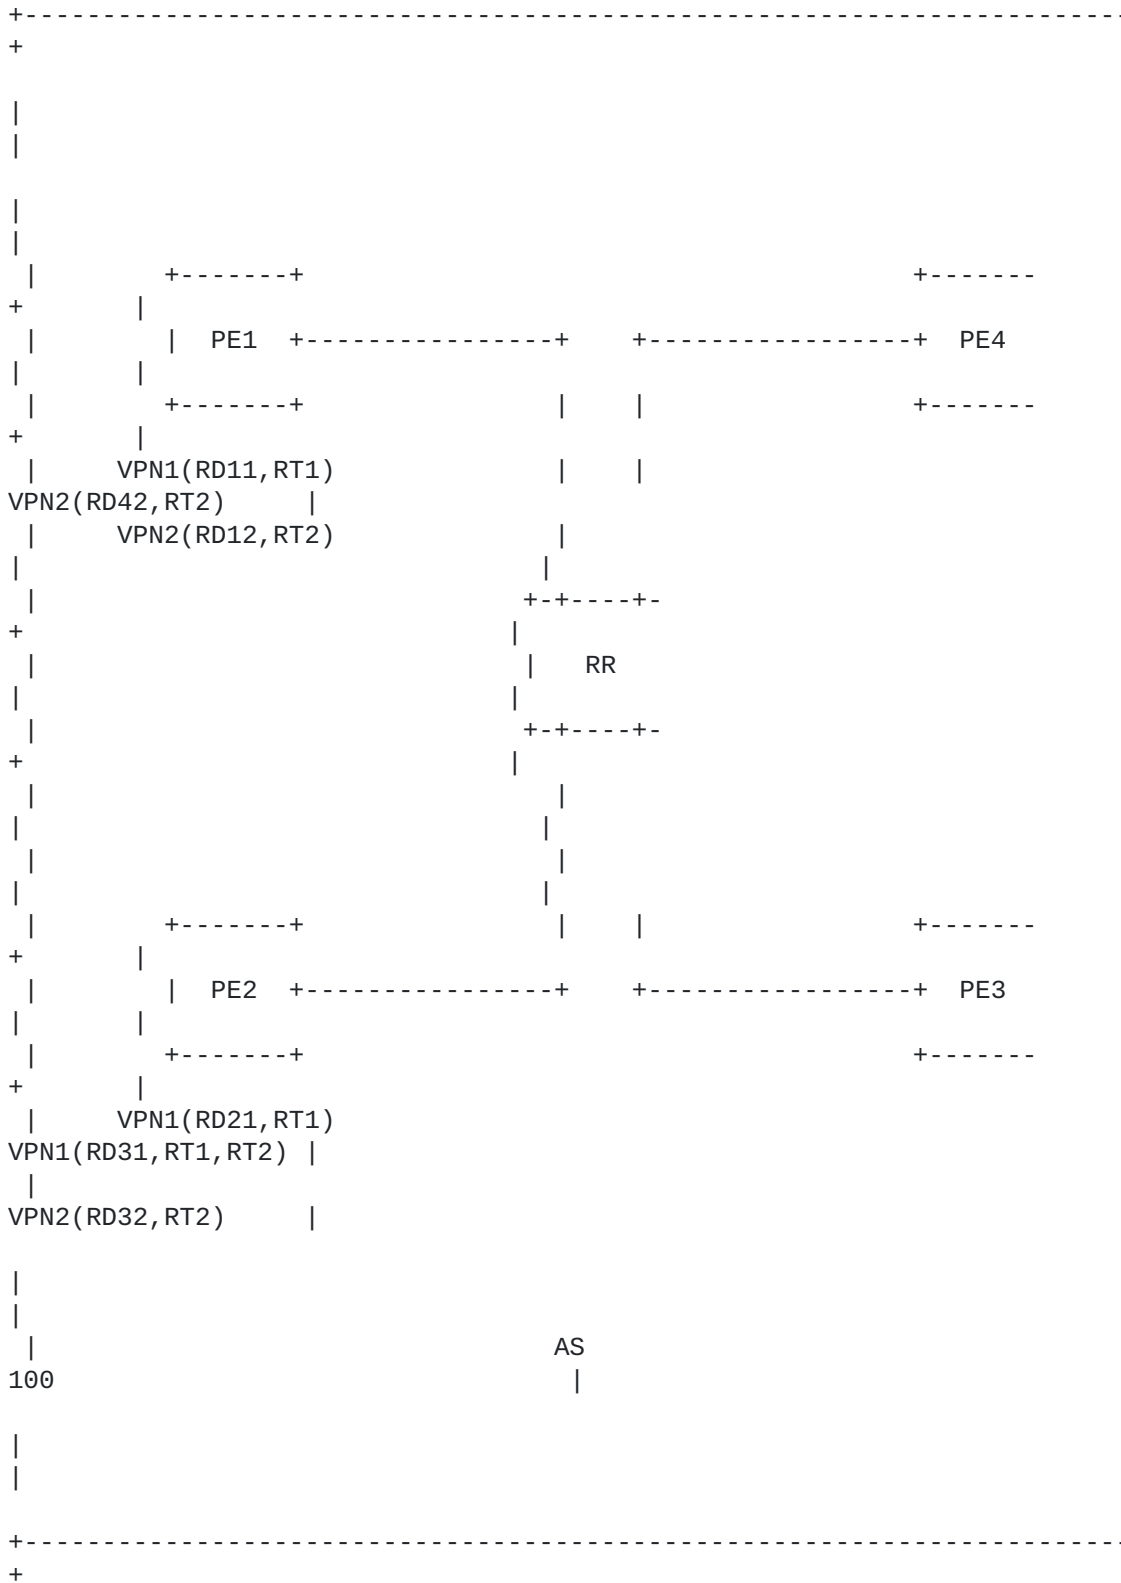 +-----------------------------------------------------------------------
+
|
|
|
|
|        +-------+                                       +-------
+       |
|        |  PE1  +----------------+    +-----------------+  PE4
|       |
|        +-------+                |    |                 +-------
+       |
|     VPN1(RD11,RT1)              |    |
VPN2(RD42,RT2)     |
|     VPN2(RD12,RT2)              |
|                                 |
|                               +-+----+-
+                               |
|                               |   RR
|                               |
|                               +-+----+-
+                               |
|                                 |
|                                 |
|                                 |
|                                 |
|        +-------+                |    |                 +-------
+       |
|        |  PE2  +----------------+    +-----------------+  PE3
|       |
|        +-------+                                       +-------
+       |
|     VPN1(RD21,RT1)
VPN1(RD31,RT1,RT2) |
|
VPN2(RD32,RT2)     |
|
|
|                                 AS
100                                 |
|
|
+-----------------------------------------------------------------------
+